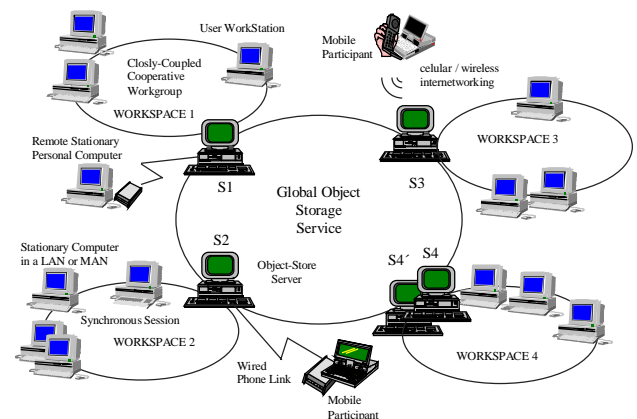 User WorkStation
Closly-Coupled
Cooperative
Workgroup
WORKSPACE 1
Mobile
Participant
celular / wireless
internetworking
WORKSPACE 3
Remote Stationary
Personal Computer
S1
S3
Global Object
Storage
Service
S2
S4´
S4
Object-Store
Server
Stationary Computer
in a LAN or MAN
Synchronous Session
WORKSPACE 2
WORKSPACE 4
Wired
Phone Link
Mobile
Participant